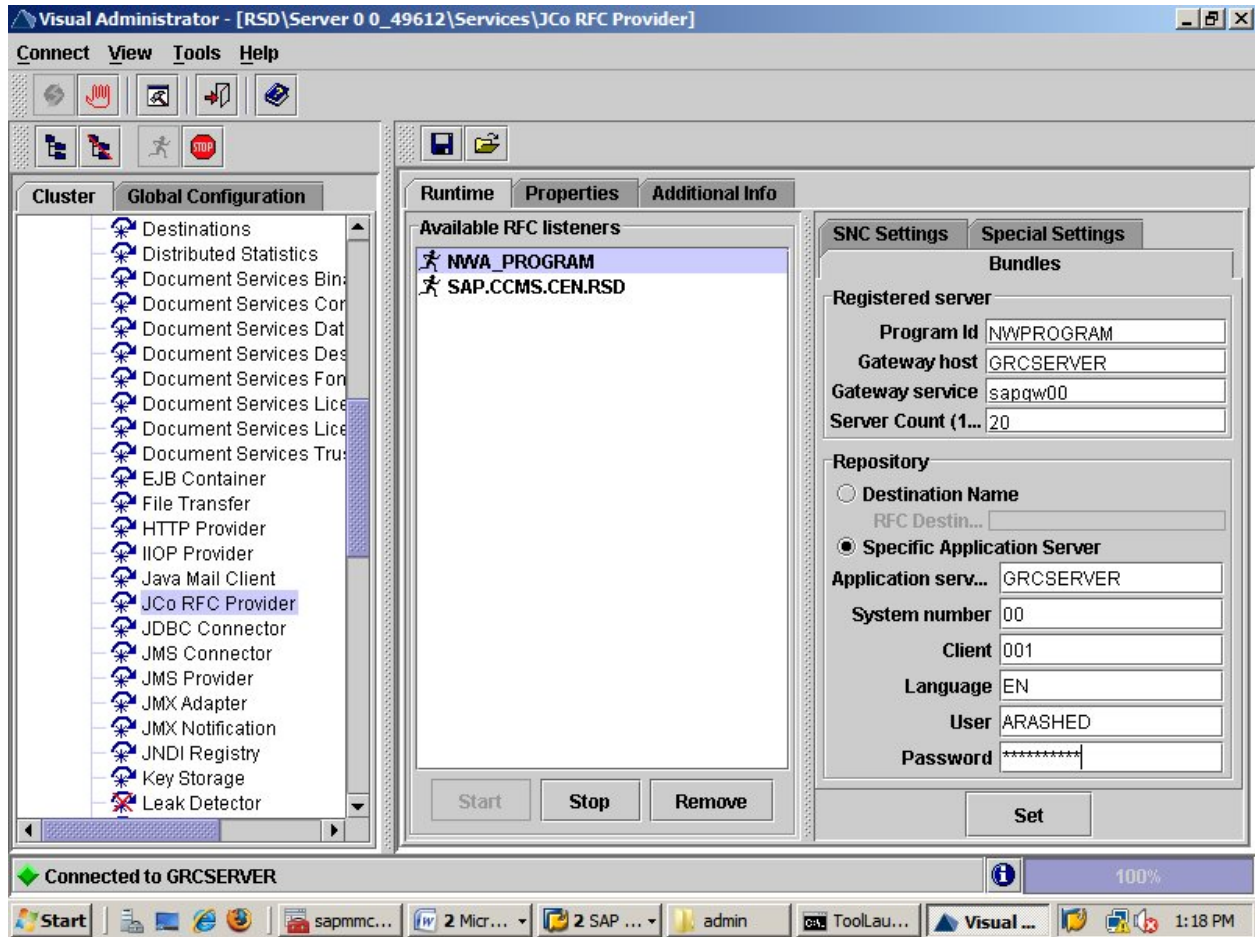 Visual Administrator - [RSD\Server 0 0_49612\Services\JCo RFC Provider]
Connect View Tools Help
STOP
Cluster
Global Configuration
Destinations
Distributed Statistics
Document Services Bin
Document Services Cor
Document Services Dat
Document Services Des
Document Services Fon
Document Services Lice
Document Services Lice
Document Services Tru
EJB Container
File Transfer
HTTP Provider
IIOP Provider
Java Mail Client
JCo RFC Provider
JDBC Connector
JMS Connector
JMS Provider
JMX Adapter
JMX Notification
JNDI Registry
Key Storage
Leak Detector
Runtime
Properties
Additional Info
Available RFC listeners
NWA_PROGRAM
SAP.CCMS.CEN.RSD
Start
Stop
Remove
SNC Settings
Special Settings
Bundles
Registered server
Program Id NWPROGRAM
Gateway host GRCSERVER
Gateway service sapgw00
Server Count (1... 20
Repository
Destination Name
RFC Destin...
Specific Application Server
Application serv... GRCSERVER
System number 00
Client 001
Language EN
User ARASHED
Password **********
Set
Connected to GRCSERVER
100%
Start
sapmmc...
2 Micr...
2 SAP ...
admin
ToolLau...
Visual ...
1:18 PM